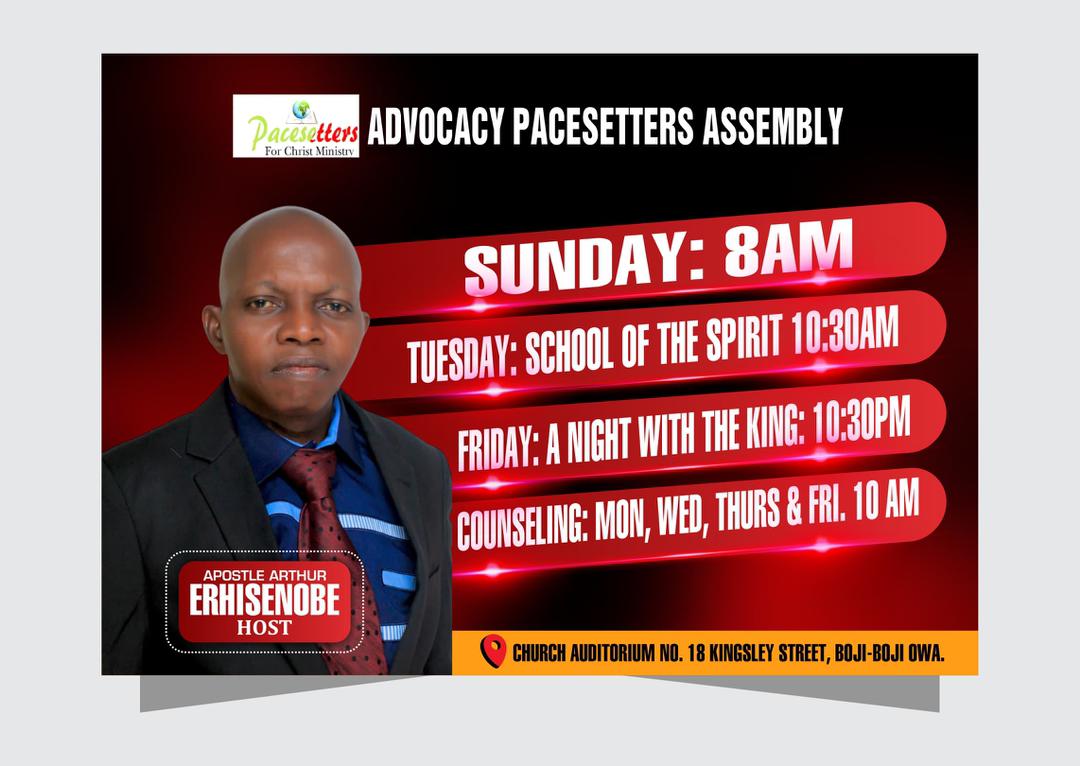 Pacesetters
For Christ Ministry
ADVOCACY PACESETTERS ASSEMBLY
SUNDAY: 8AM
TUESDAY: SCHOOL OF THE SPIRIT 10:30AM
FRIDAY: A NIGHT WITH THE KING: 10:30PM
COUNSELING: MON, WED, THURS & FRI. 10 AM
APOSTLE ARTHUR
ERHISENOBE
HOST
CHURCH AUDITORIUM NO. 18 KINGSLEY STREET, BOJI-BOJI OWA.